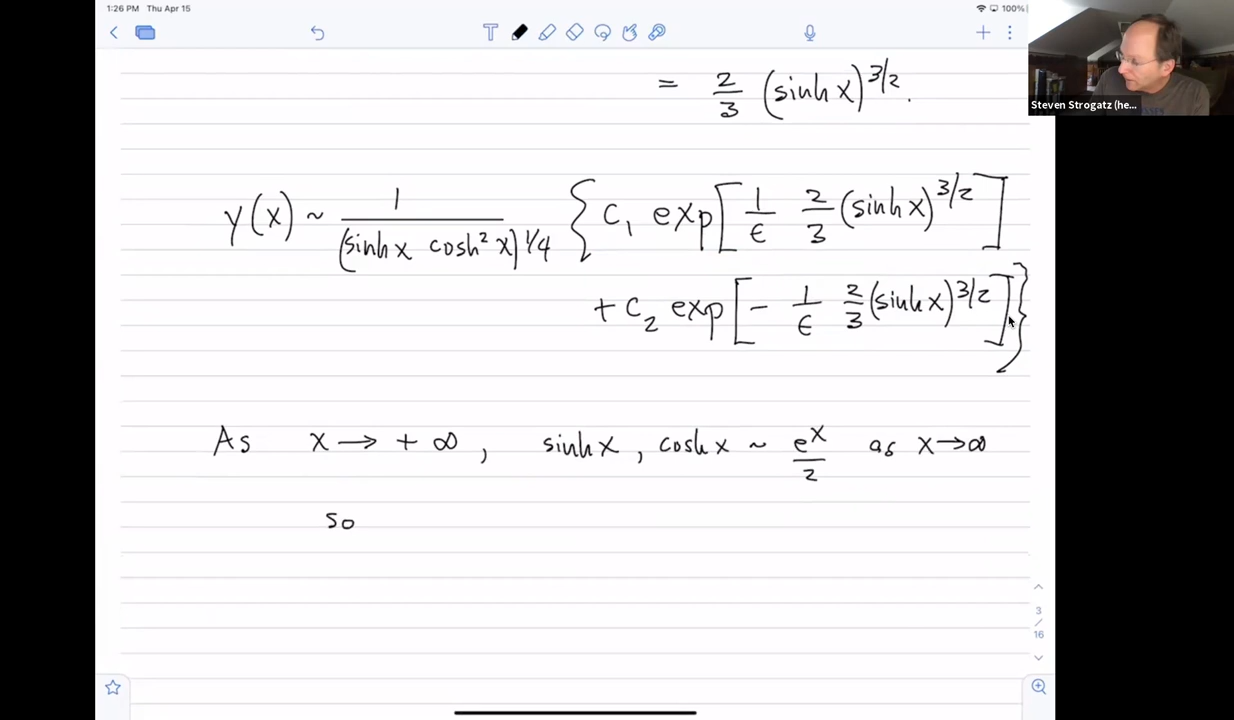 1:26 PM Thu Apr 15
100%
= 2/3 (sinh x)^3/2.
Steven Strogatz (he...
y(x) ~ 1/(sinh x cosh² x)^1/4 { c₁ exp[ 1/ϵ 2/3 (sinh x)^3/2 ]
+ c₂ exp[ - 1/ϵ 2/3 (sinh x)^3/2 ] }
As x → + ∞, sinh x, cosh x ~ e^x/2 as x→∞
so
3
/
16